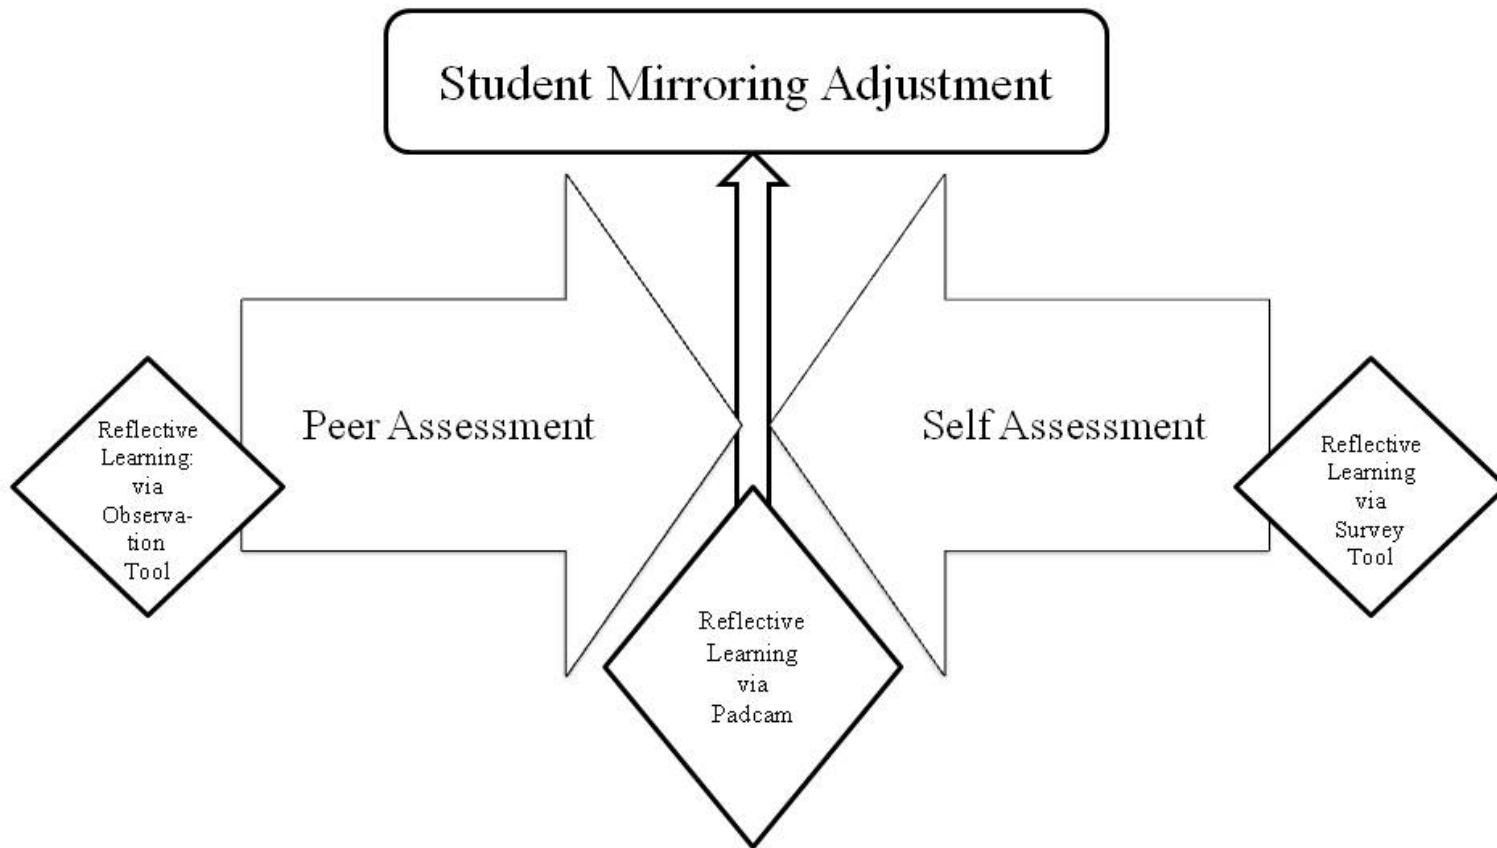 Student Mirroring Adjustment
Peer Assessment
Self Assessment
Reflective
Learning:
via
Observa-
tion
Tool
Reflective
Learning
via
Padcam
Reflective
Learning
via
Survey
Tool